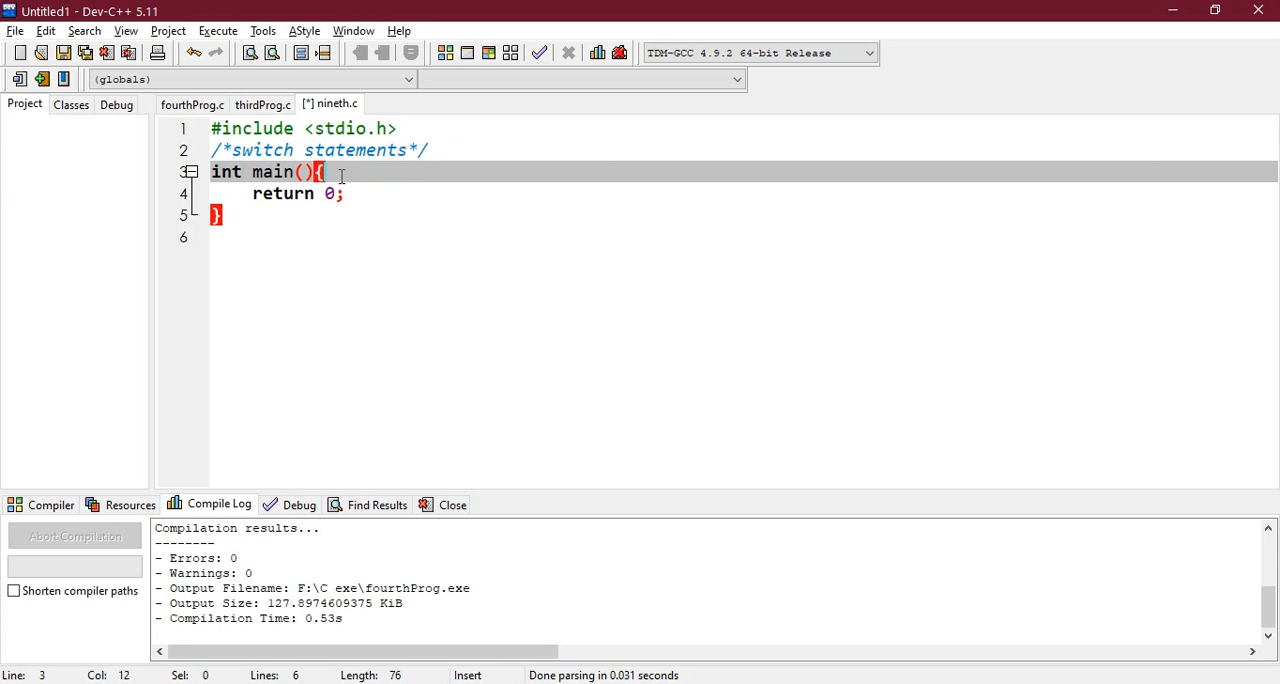 Untitled1 - Dev-C++ 5.11
File Edit Search View Project Execute Tools AStyle Window Help
TDM-GCC 4.9.2 64-bit Release
(globals)
Project Classes Debug fourthProg.c thirdProg.c [*] nineth.c
1 #include <stdio.h>
2 /*switch statements*/
3 int main(){
4 return 0;
5 }
6
Compiler Resources Compile Log Debug Find Results Close
Abort Compilation
Shorten compiler paths
Compilation results...
--------
- Errors: 0
- Warnings: 0
- Output Filename: F:\C exe\fourthProg.exe
- Output Size: 127.8974609375 KiB
- Compilation Time: 0.53s
Line: 3 Col: 12 Sel: 0 Lines: 6 Length: 76 Insert Done parsing in 0.031 seconds